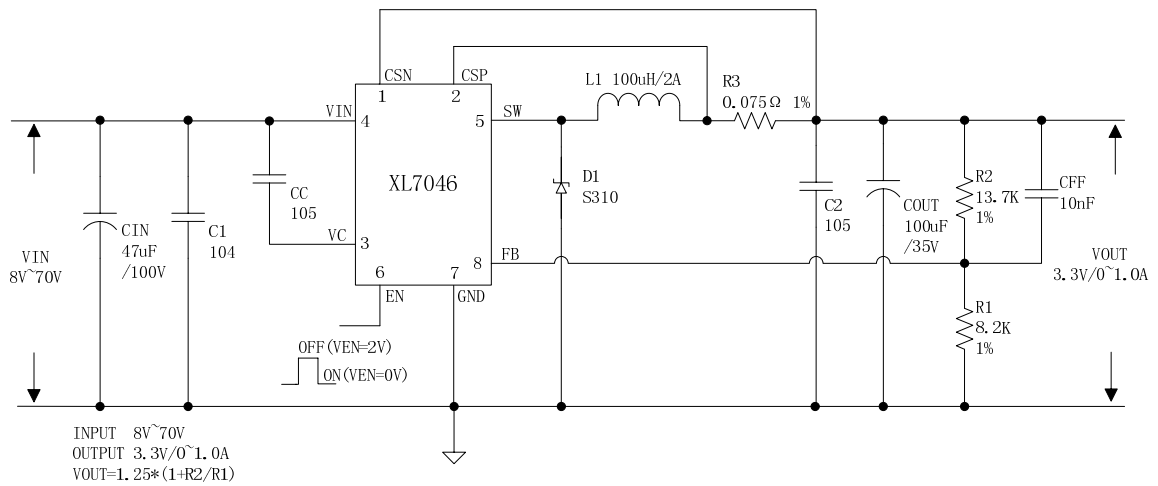 CSN
CSP
1
2
VIN
4
5
SW
L1 100uH/2A
R3
0.075Ω 1%
XL7046
CC
105
D1
S310
C2
105
COUT
100uF
/35V
R2
13.7K
1%
CFF
10nF
CIN
47uF
/100V
C1
104
VC
3
VIN
8V~70V
6
7
8
FB
EN
GND
VOUT
3.3V/0~1.0A
R1
8.2K
1%
OFF(VEN=2V)
ON(VEN=0V)
INPUT 8V~70V
OUTPUT 3.3V/0~1.0A
VOUT=1.25*(1+R2/R1)